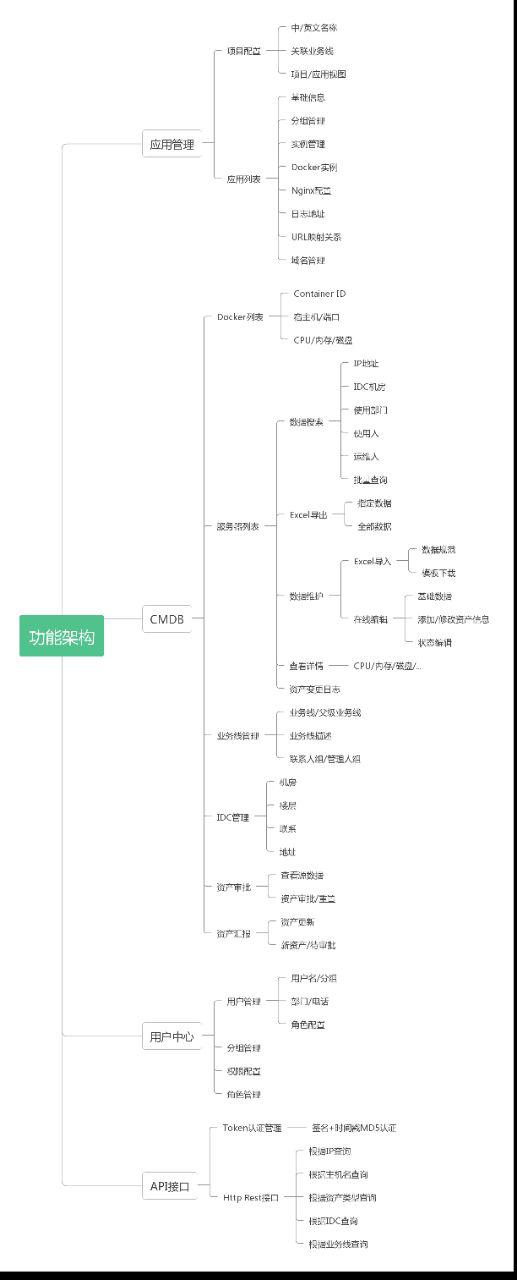 功能架构
应用管理
项目配置
中/英文名称
关联业务线
项目/应用视图
应用列表
基础信息
分组管理
实例管理
Docker实例
Nginx配置
日志地址
URL映射关系
域名管理
CMDB
Docker列表
Container ID
宿主机/端口
CPU/内存/磁盘
服务器列表
数据搜索
IP地址
IDC机房
使用部门
使用人
运维人
批量查询
Excel导出
指定数据
全部数据
数据维护
Excel导入
数据规范
模板下载
在线编辑
基础数据
添加/修改资产信息
状态编辑
查看详情
CPU/内存/磁盘/...
资产变更日志
业务线管理
业务线/父级业务线
业务线描述
联系人组/管理人组
IDC管理
机房
楼层
联系
地址
资产审批
查看源数据
资产审批/覆盖
资产汇报
资产更新
新资产/待审批
用户中心
用户管理
用户名/分组
部门/电话
角色配置
分组管理
权限配置
角色管理
API接口
Token认证管理
签名+时间戳MD5认证
Http Rest接口
根据IP查询
根据主机名查询
根据资产类型查询
根据IDC查询
根据业务线查询